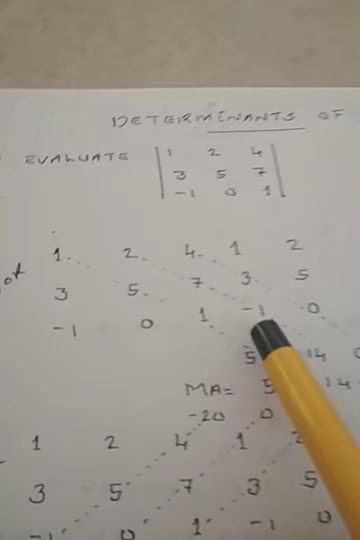 DETERMINANTS OF
EVALUATE | 1 2 4 |
| 3 5 7 |
| -1 0 1 |
1 2 4 1 2
3 5 7 3 5
-1 0 1 -1 0
5 14
MA= 5 14
-20 0
1 2 4 1 2
3 5 7 3 5
-1 0 1 -1 0